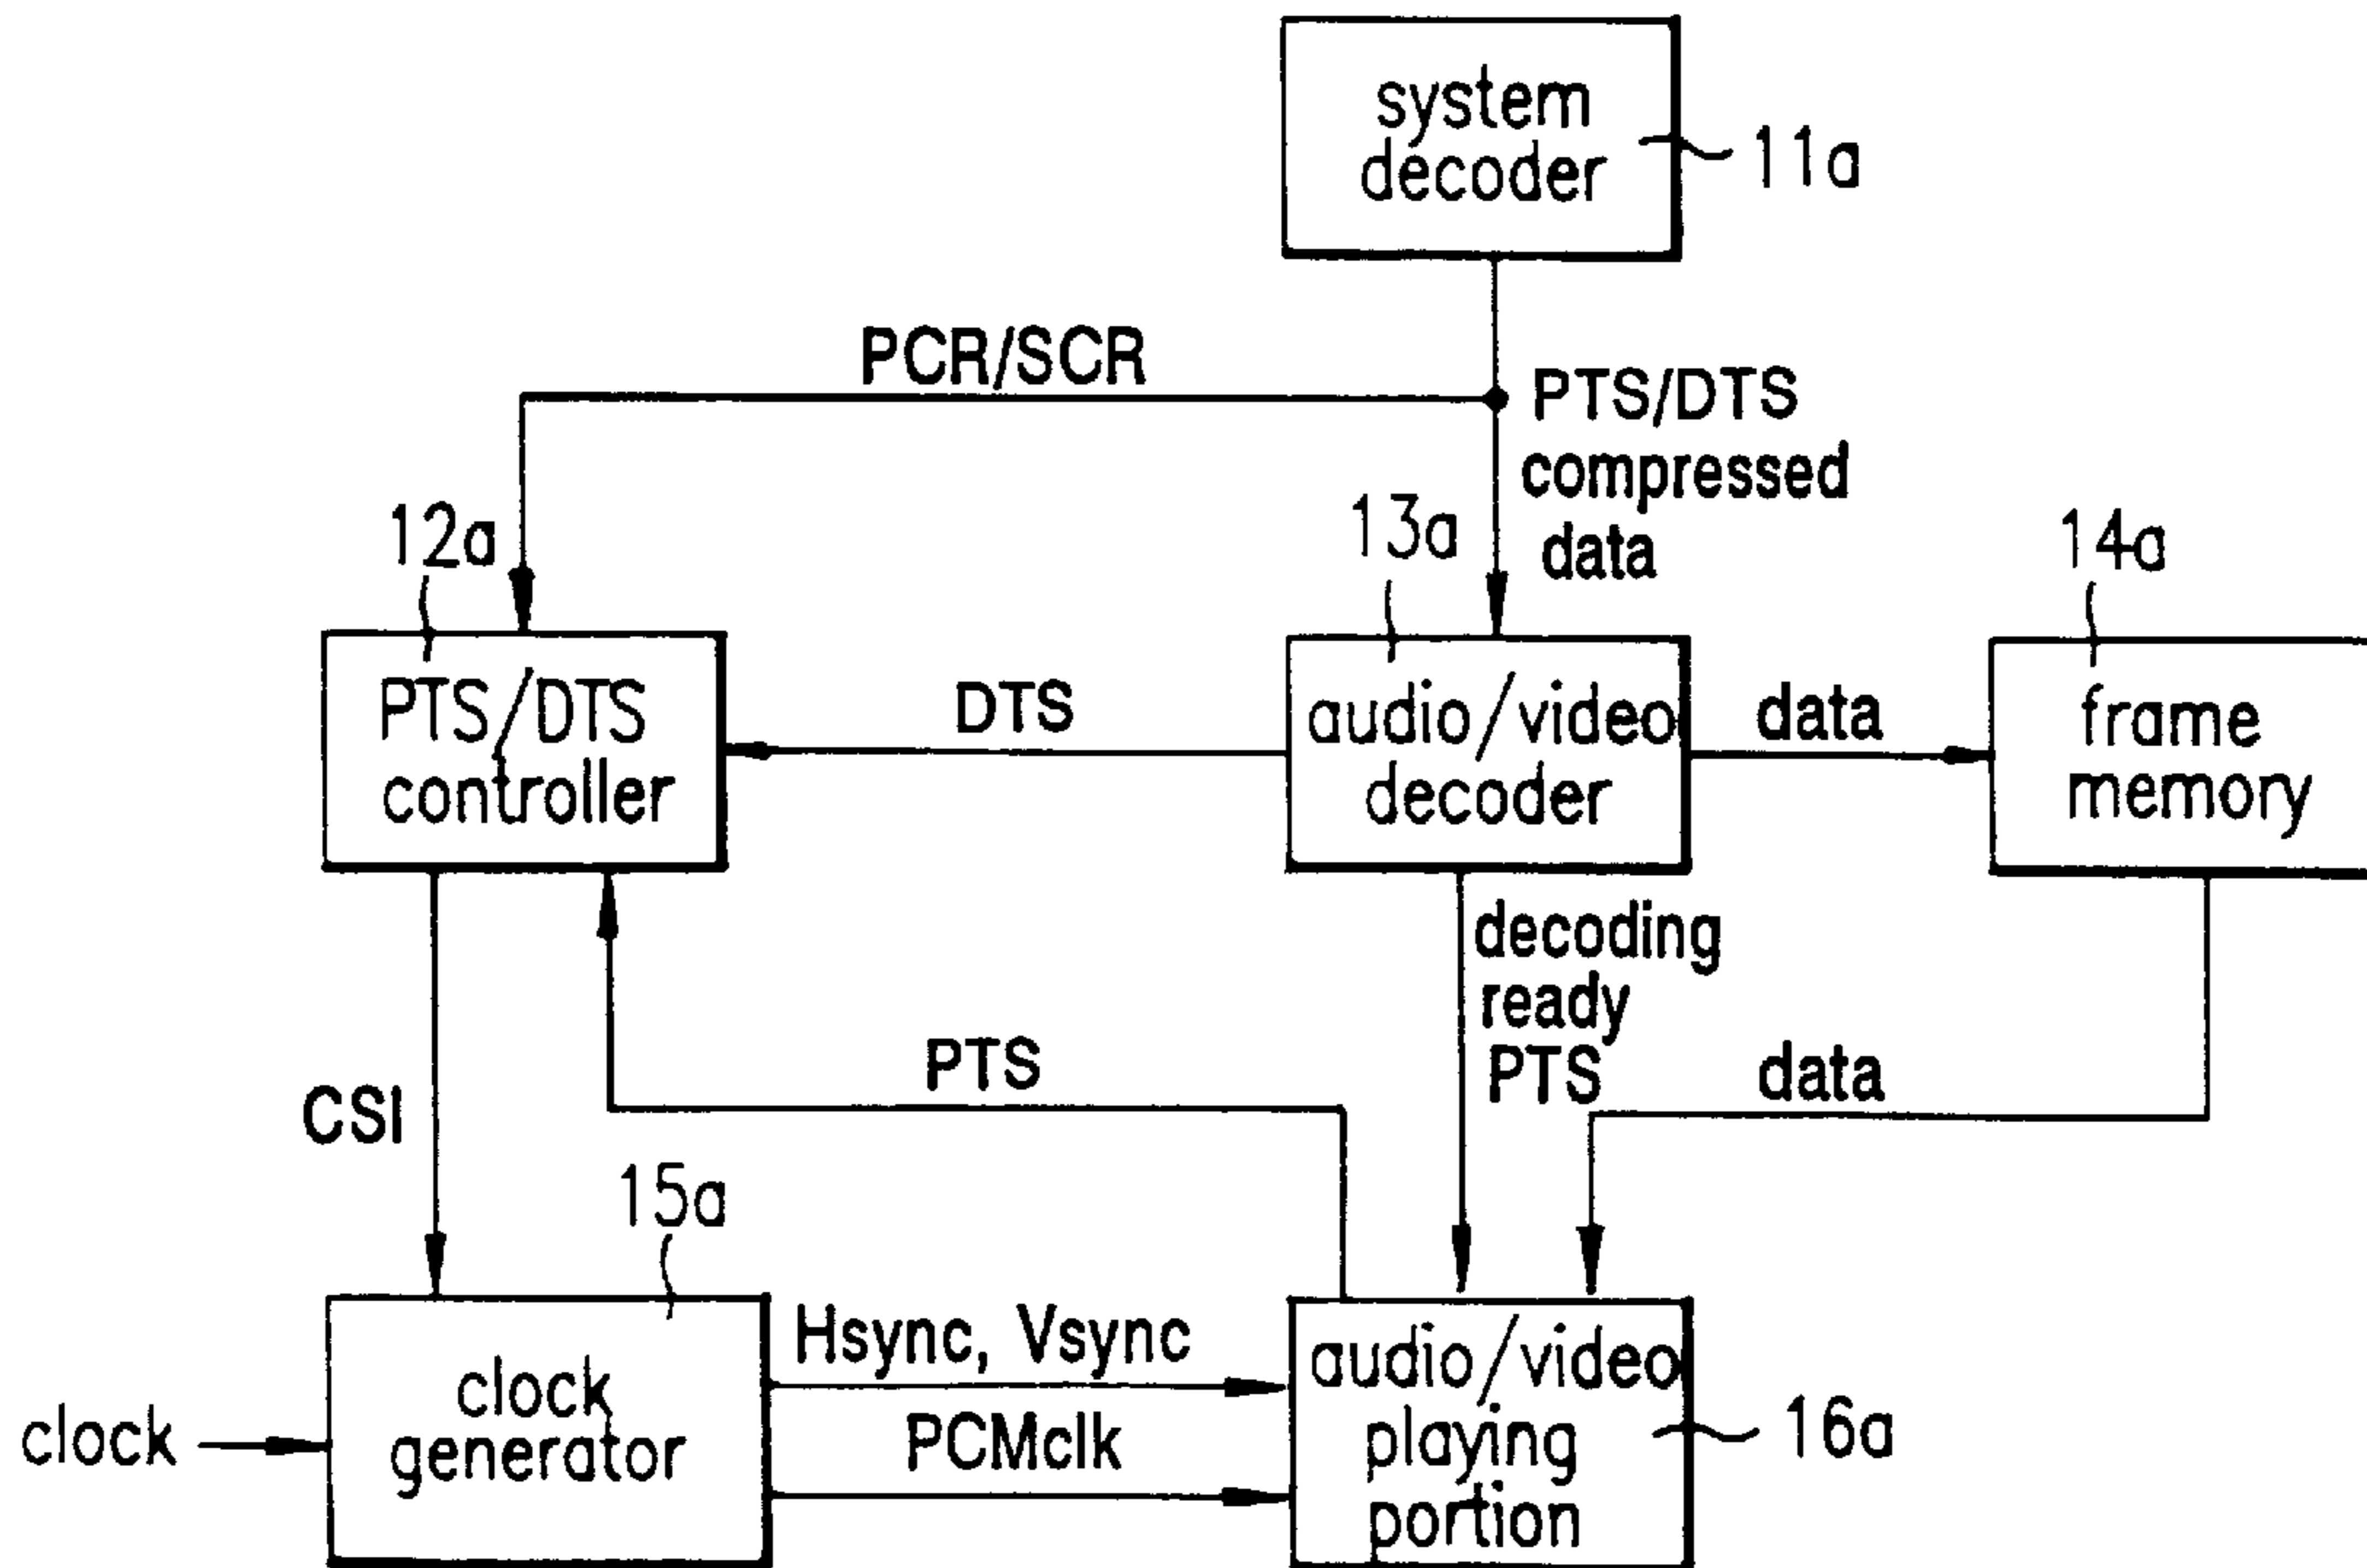 system
decoder
11a
PCR/SCR
PTS/DTS
compressed
data
12a
13a
14a
PTS/DTS
controller
DTS
audio/video
decoder
data
frame
memory
decoding
ready
PTS
PTS
data
CSI
15a
clock
clock
generator
Hsync, Vsync
PCMclk
audio/video
playing
portion
16a